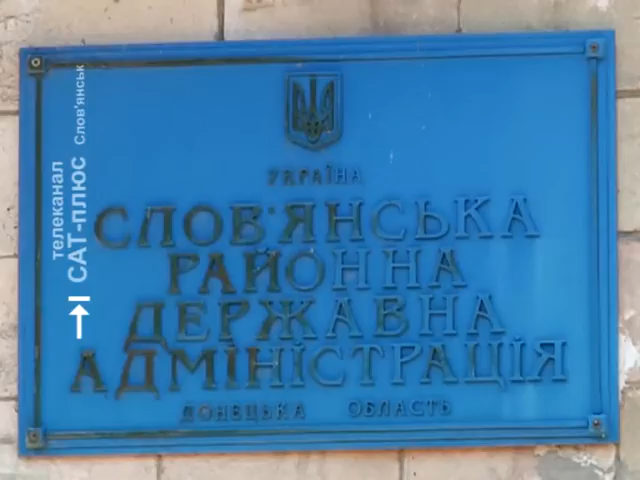 УКРАЇНА
СЛОВ'ЯНСЬКА
РАЙОННА
ДЕРЖАВНА
АДМІНІСТРАЦІЯ
ДОНЕЦЬКА ОБЛАСТЬ
телеканал
САТ-ПЛЮС Слов'янськ